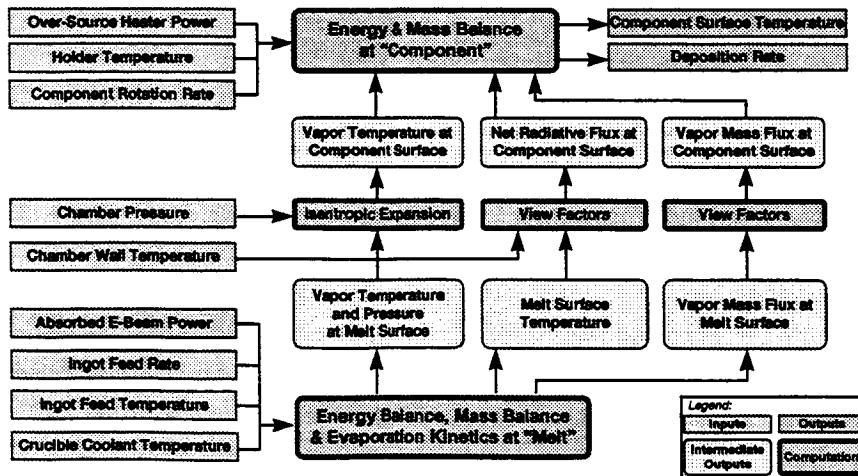 Over-Source Heater Power
Holder Temperature
Component Rotation Rate
Energy & Mass Balance
at "Component"
Component Surface Temperature
Deposition Rate
Vapor Temperature at
Component Surface
Net Radiative Flux at
Component Surface
Vapor Mass Flux at
Component Surface
Chamber Pressure
Isentropic Expansion
View Factors
View Factors
Chamber Wall Temperature
Vapor Temperature
and Pressure
at Melt Surface
Melt Surface
Temperature
Vapor Mass Flux at
Melt Surface
Absorbed E-Beam Power
Ingot Feed Rate
Ingot Feed Temperature
Crucible Coolant Temperature
Energy Balance, Mass Balance
& Evaporation Kinetics at "Melt"
Legend:
Inputs
Outputs
Intermediate
Outputs
Computation